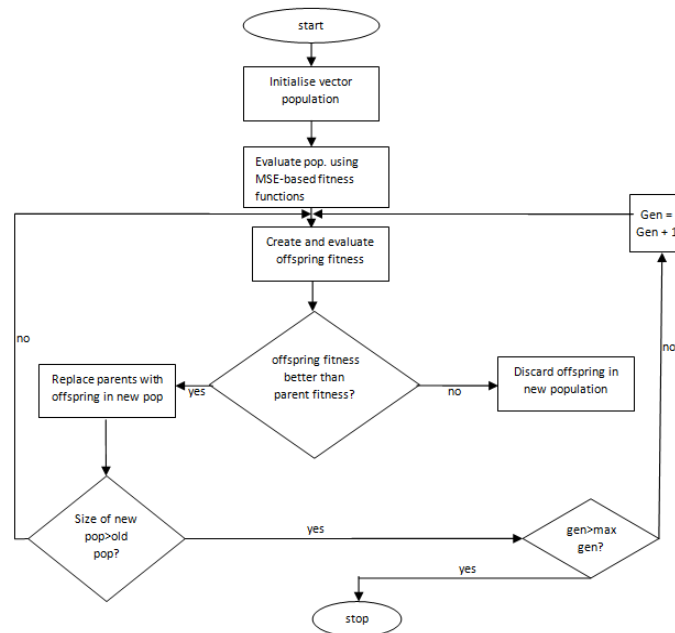 start
Initialise vector
population
Evaluate pop. using
MSE-based fitness
functions
Gen =
Gen + 1
Create and evaluate
offspring fitness
no
no
offspring fitness
better than
parent fitness?
Replace parents with
offspring in new pop
yes
no
Discard offspring in
new population
Size of new
pop>old
pop?
yes
gen>max
gen?
yes
stop